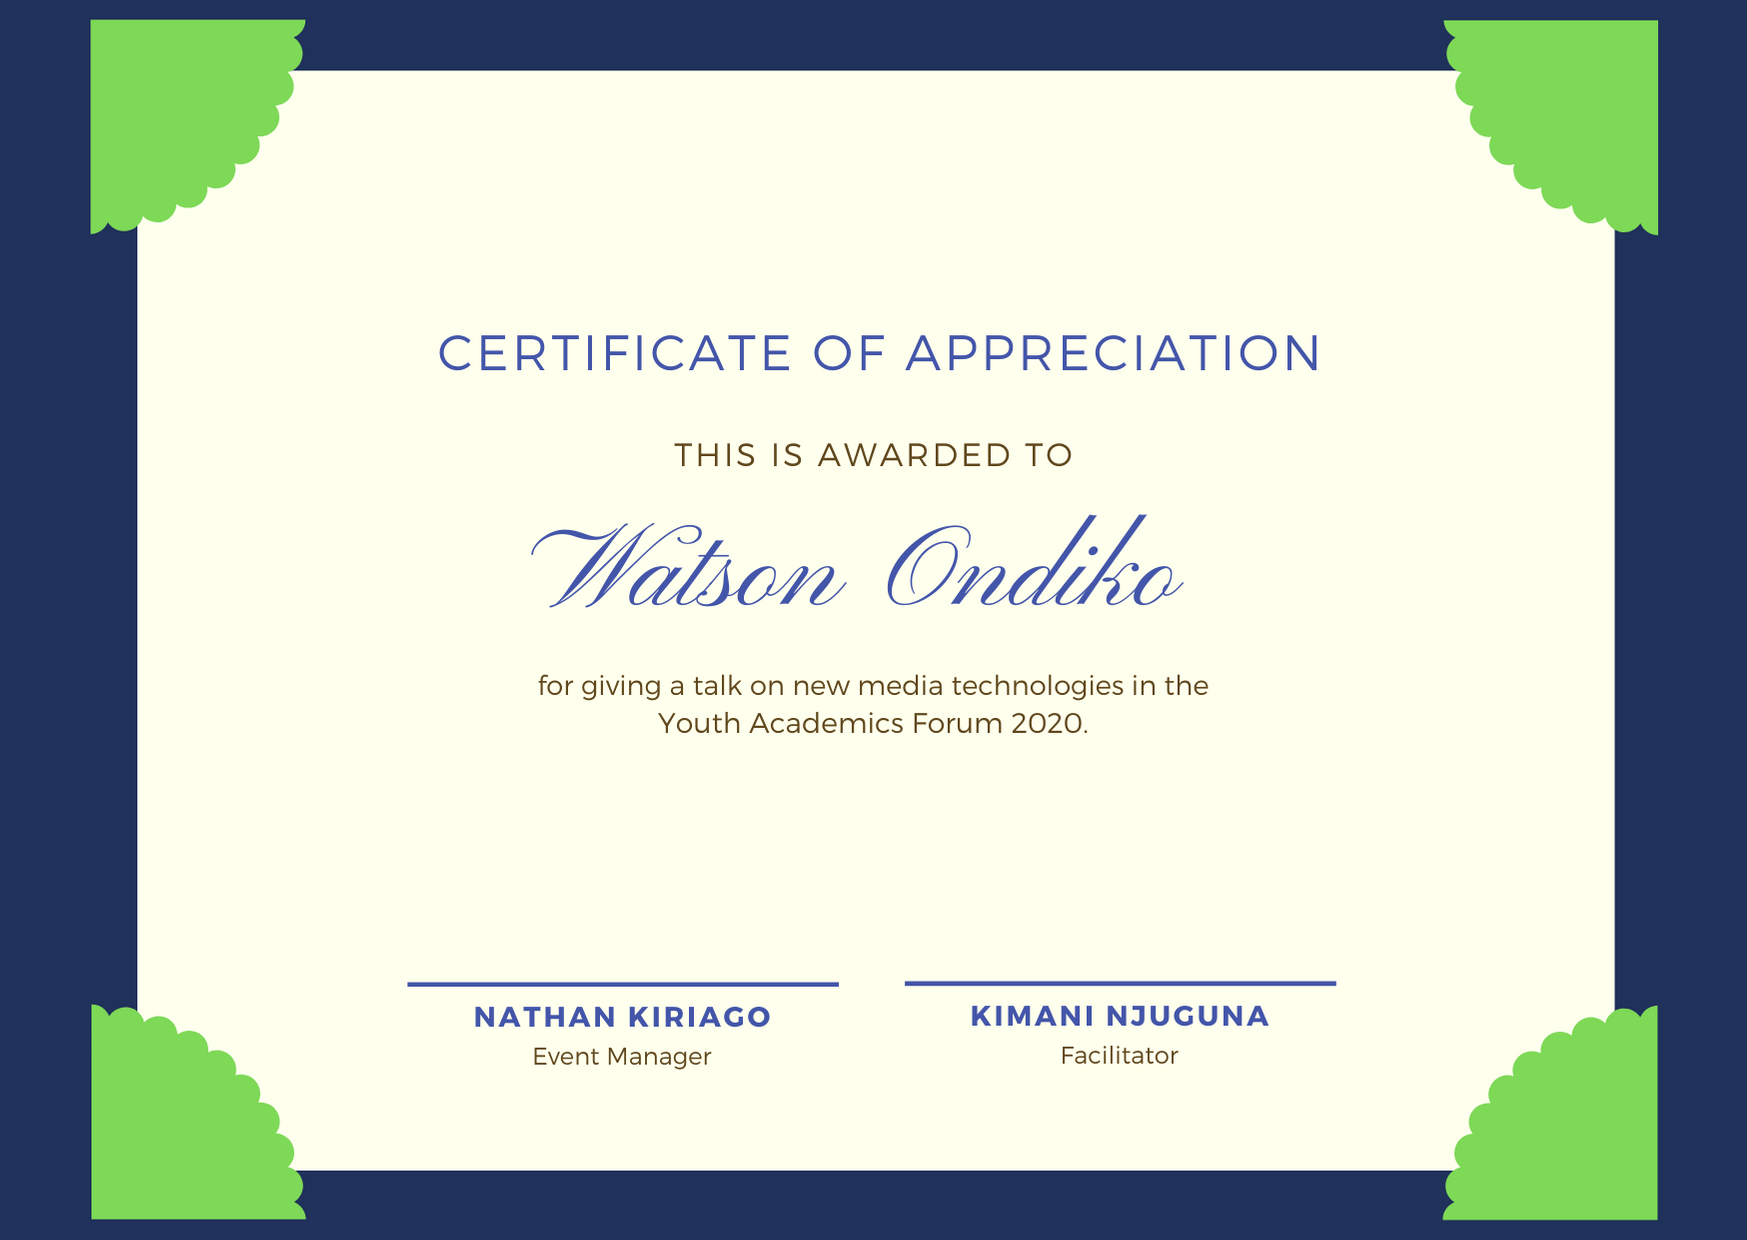 CERTIFICATE OF APPRECIATION
THIS IS AWARDED TO
Watson Ondiko
for giving a talk on new media technologies in the
Youth Academics Forum 2020.
NATHAN KIRIAGO
Event Manager
KIMANI NJUGUNA
Facilitator